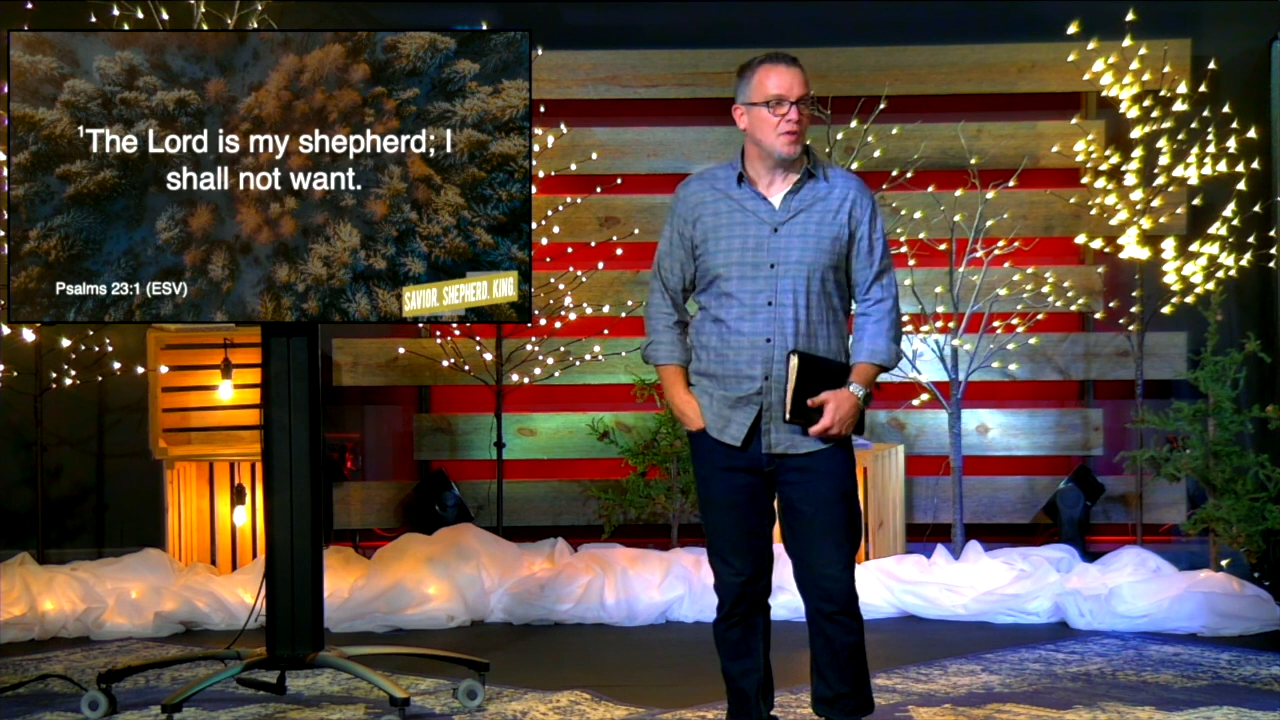 ¹The Lord is my shepherd; I
shall not want.
Psalms 23:1 (ESV)
SAVIOR. SHEPHERD. KING.